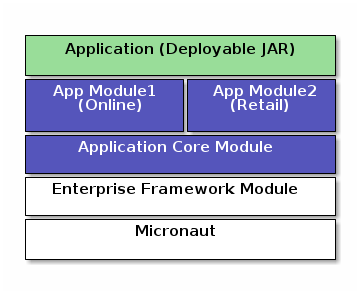 Application (Deployable JAR)
App Module1
(Online)
App Module2
(Retail)
Application Core Module
Enterprise Framework Module
Micronaut